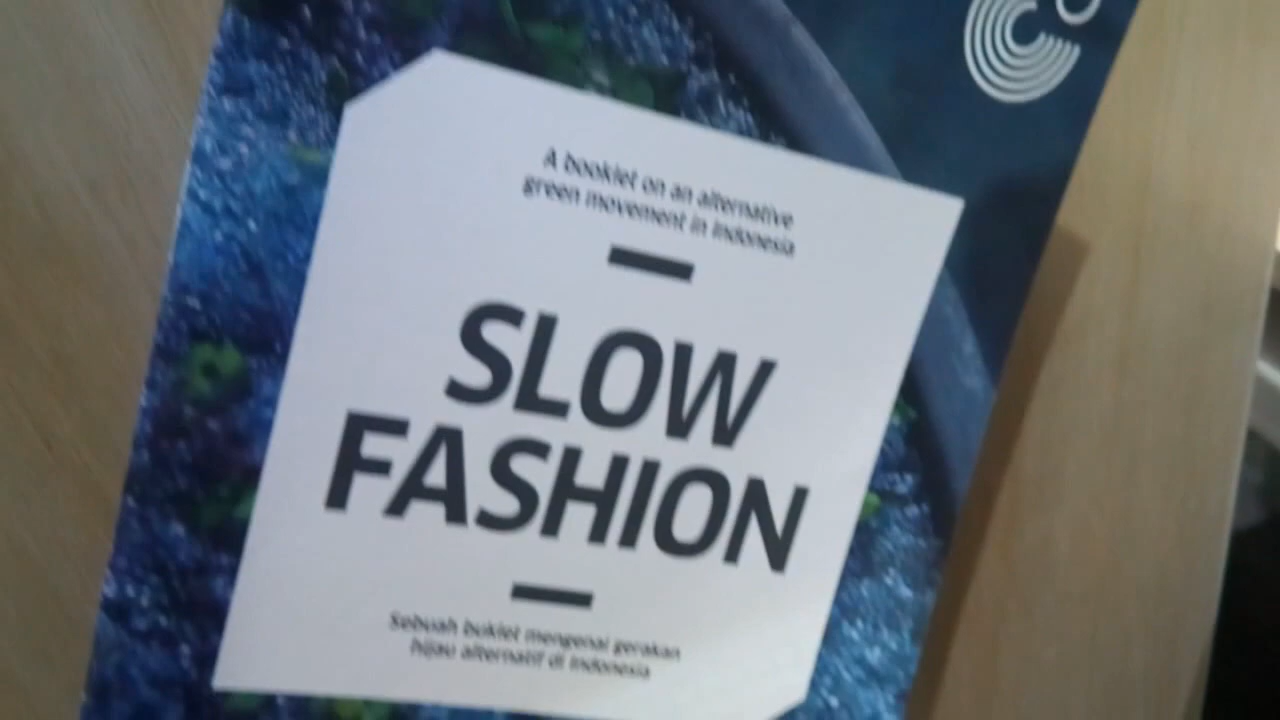 A booklet on an alternative
green movement in Indonesia
SLOW
FASHION
Sebuah buklet mengenai gerakan
hijau alternatif di Indonesia